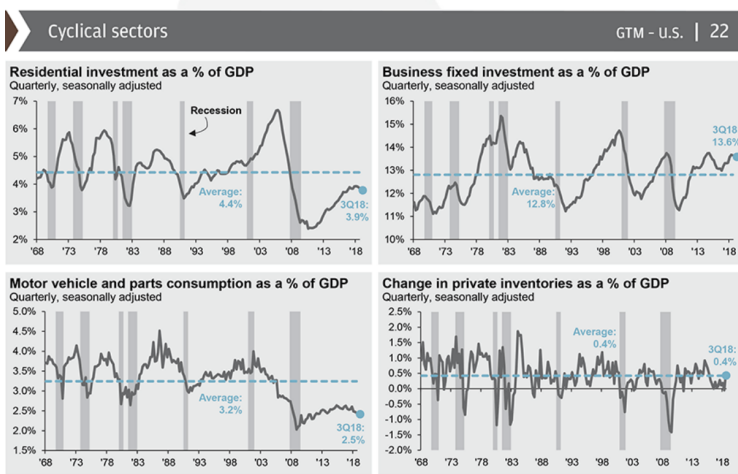 Cyclical sectors
GTM – U.S. | 22
Residential investment as a % of GDP
Quarterly, seasonally adjusted
7%
6%
5%
4%
3%
2%
Recession
Average:
4.4%
3Q18:
3.9%
'68 '73 '78 '83 '88 '93 '98 '03 '08 '13 '18
Business fixed investment as a % of GDP
Quarterly, seasonally adjusted
16%
15%
14%
13%
12%
11%
10%
3Q18:
13.6%
Average:
12.8%
'68 '73 '78 '83 '88 '93 '98 '03 '08 '13 '18
Motor vehicle and parts consumption as a % of GDP
Quarterly, seasonally adjusted
5.0%
4.5%
4.0%
3.5%
3.0%
2.5%
2.0%
1.5%
Average:
3.2%
3Q18:
2.5%
'68 '73 '78 '83 '88 '93 '98 '03 '08 '13 '18
Change in private inventories as a % of GDP
Quarterly, seasonally adjusted
2.5%
2.0%
1.5%
1.0%
0.5%
0.0%
-0.5%
-1.0%
-1.5%
-2.0%
Average:
0.4%
3Q18:
0.4%
'68 '73 '78 '83 '88 '93 '98 '03 '08 '13 '18